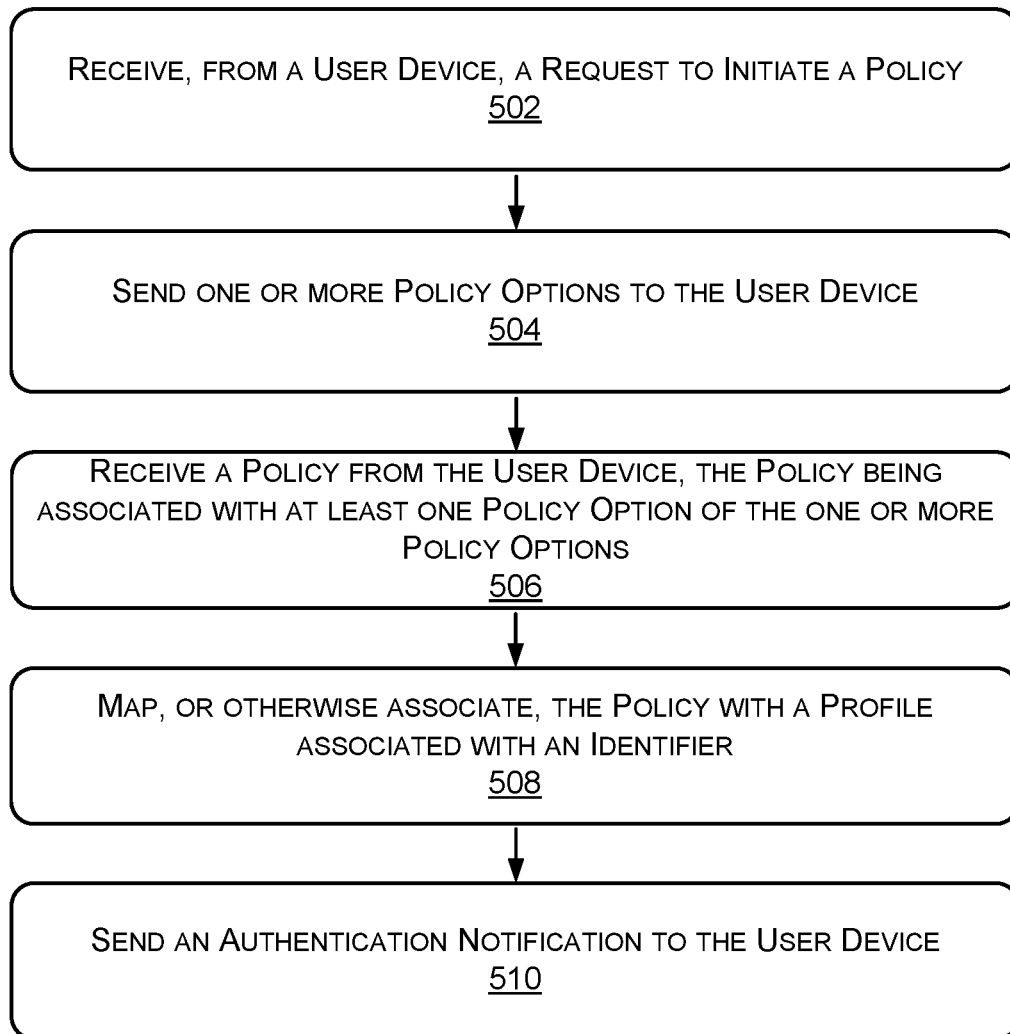 RECEIVE, FROM A USER DEVICE, A REQUEST TO INITIATE A POLICY
502
SEND ONE OR MORE POLICY OPTIONS TO THE USER DEVICE
504
RECEIVE A POLICY FROM THE USER DEVICE, THE POLICY BEING
ASSOCIATED WITH AT LEAST ONE POLICY OPTION OF THE ONE OR MORE
POLICY OPTIONS
506
MAP, OR OTHERWISE ASSOCIATE, THE POLICY WITH A PROFILE
ASSOCIATED WITH AN IDENTIFIER
508
SEND AN AUTHENTICATION NOTIFICATION TO THE USER DEVICE
510